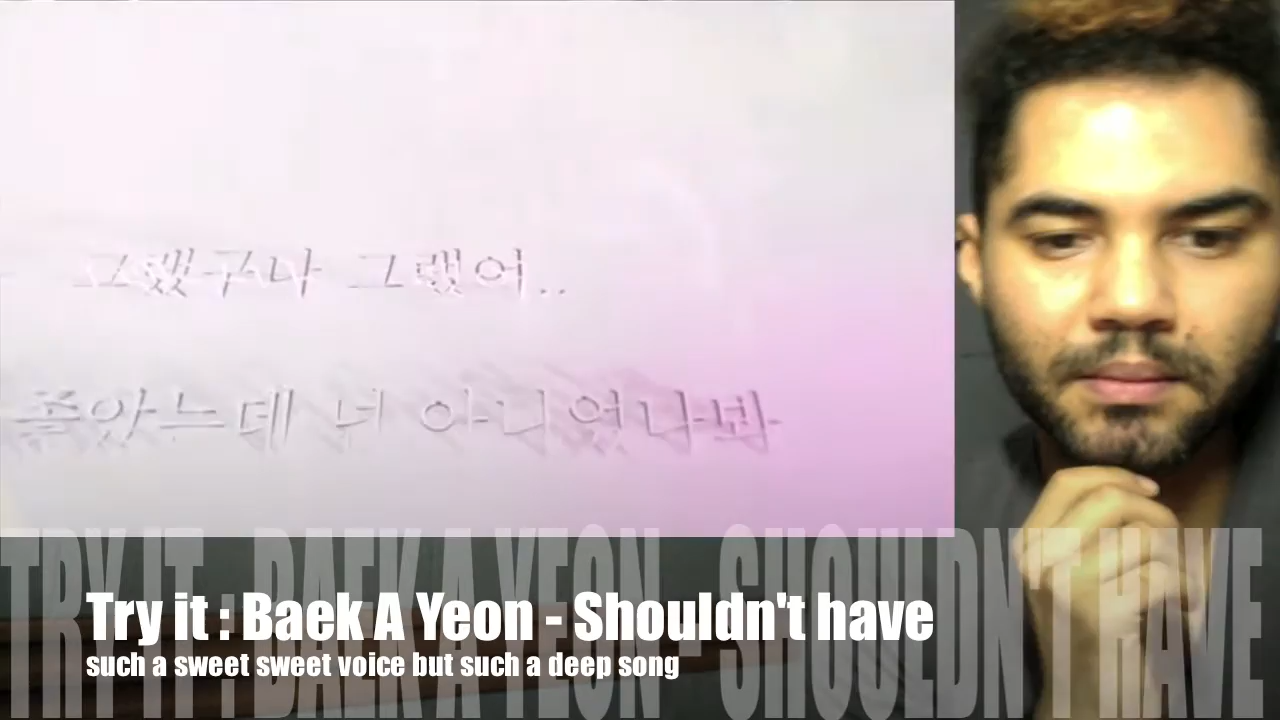 그랬구나 그랬어..
좋았는데 넌 아니었나봐
TRY IT : BAEK A YEON - SHOULDN'T HAVE
Try it : Baek A Yeon - Shouldn't have
such a sweet sweet voice but such a deep song